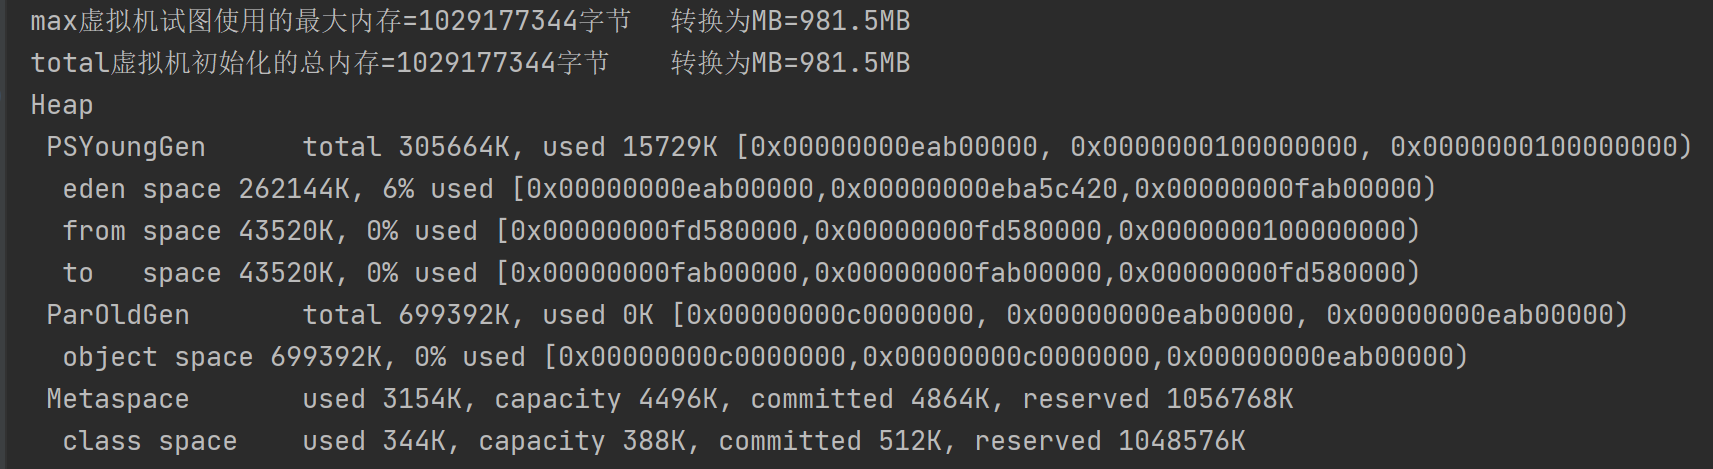 max虚拟机试图使用的最大内存=1029177344字节 转换为MB=981.5MB
total虚拟机初始化的总内存=1029177344字节 转换为MB=981.5MB
Heap
PSYoungGen total 305664K, used 15729K [0x00000000eab00000, 0x0000000100000000, 0x0000000100000000)
eden space 262144K, 6% used [0x00000000eab00000,0x00000000eba5c420,0x00000000fab00000)
from space 43520K, 0% used [0x00000000fd580000,0x00000000fd580000,0x0000000100000000)
to space 43520K, 0% used [0x00000000fab00000,0x00000000fab00000,0x00000000fd580000)
ParOldGen total 699392K, used 0K [0x00000000c0000000, 0x00000000eab00000, 0x00000000eab00000)
object space 699392K, 0% used [0x00000000c0000000,0x00000000c0000000,0x00000000eab00000)
Metaspace used 3154K, capacity 4496K, committed 4864K, reserved 1056768K
class space used 344K, capacity 388K, committed 512K, reserved 1048576K